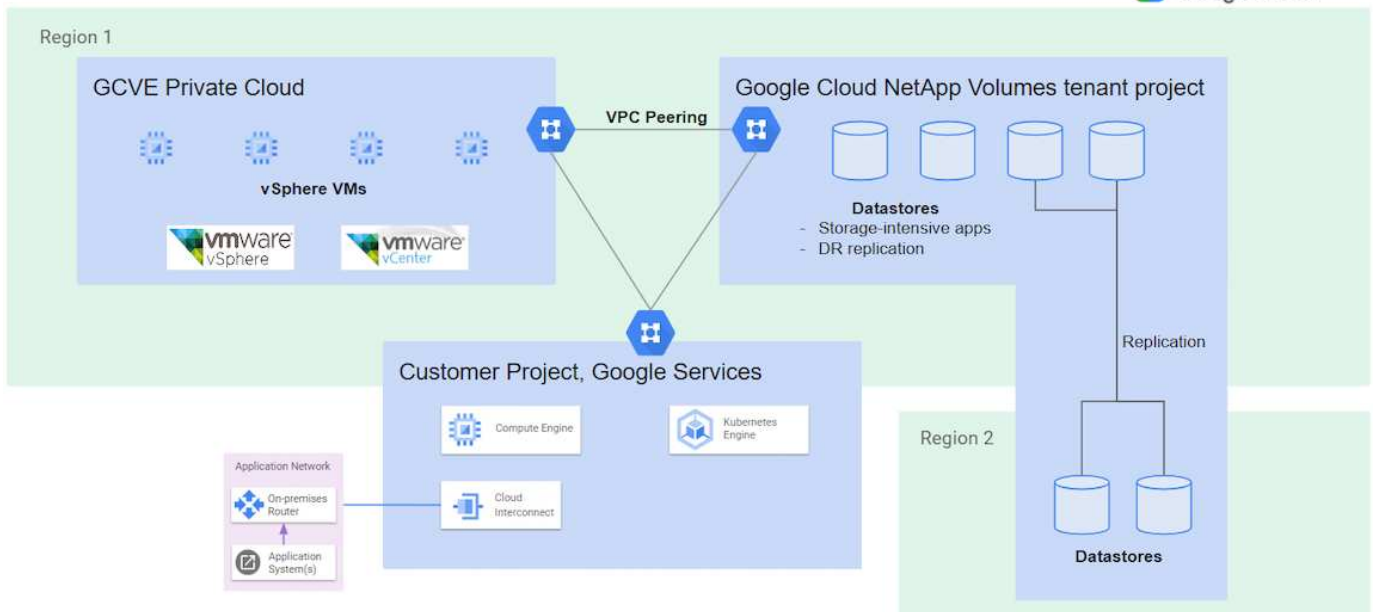 Region 1
GCVE Private Cloud
vSphere VMs
vmware®
vSphere
vmware®
vCenter
VPC Peering
Google Cloud NetApp Volumes tenant project
Datastores
- Storage-intensive apps
- DR replication
Replication
Customer Project, Google Services
Compute Engine
Kubernetes
Engine
Cloud
Interconnect
Application Network
On-premises
Router
Application
System(s)
Region 2
Datastores